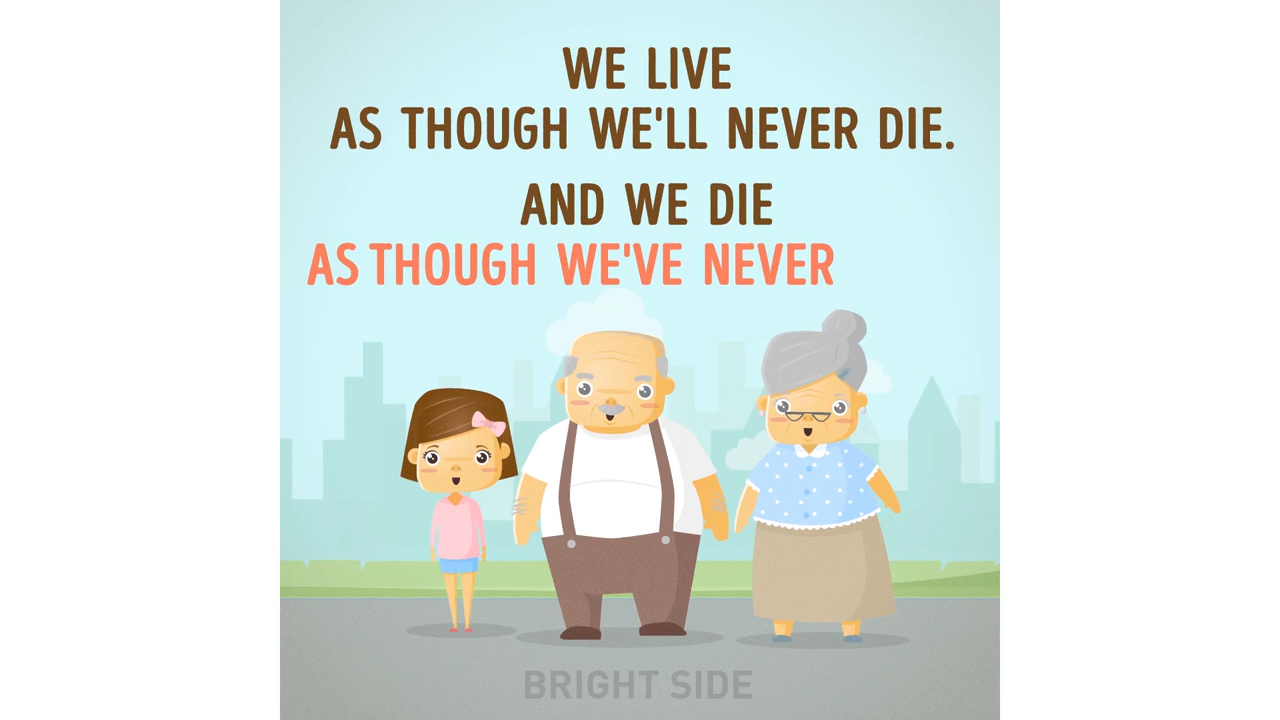 WE LIVE
AS THOUGH WE'LL NEVER DIE.
AND WE DIE
AS THOUGH WE'VE NEVER
BRIGHT SIDE